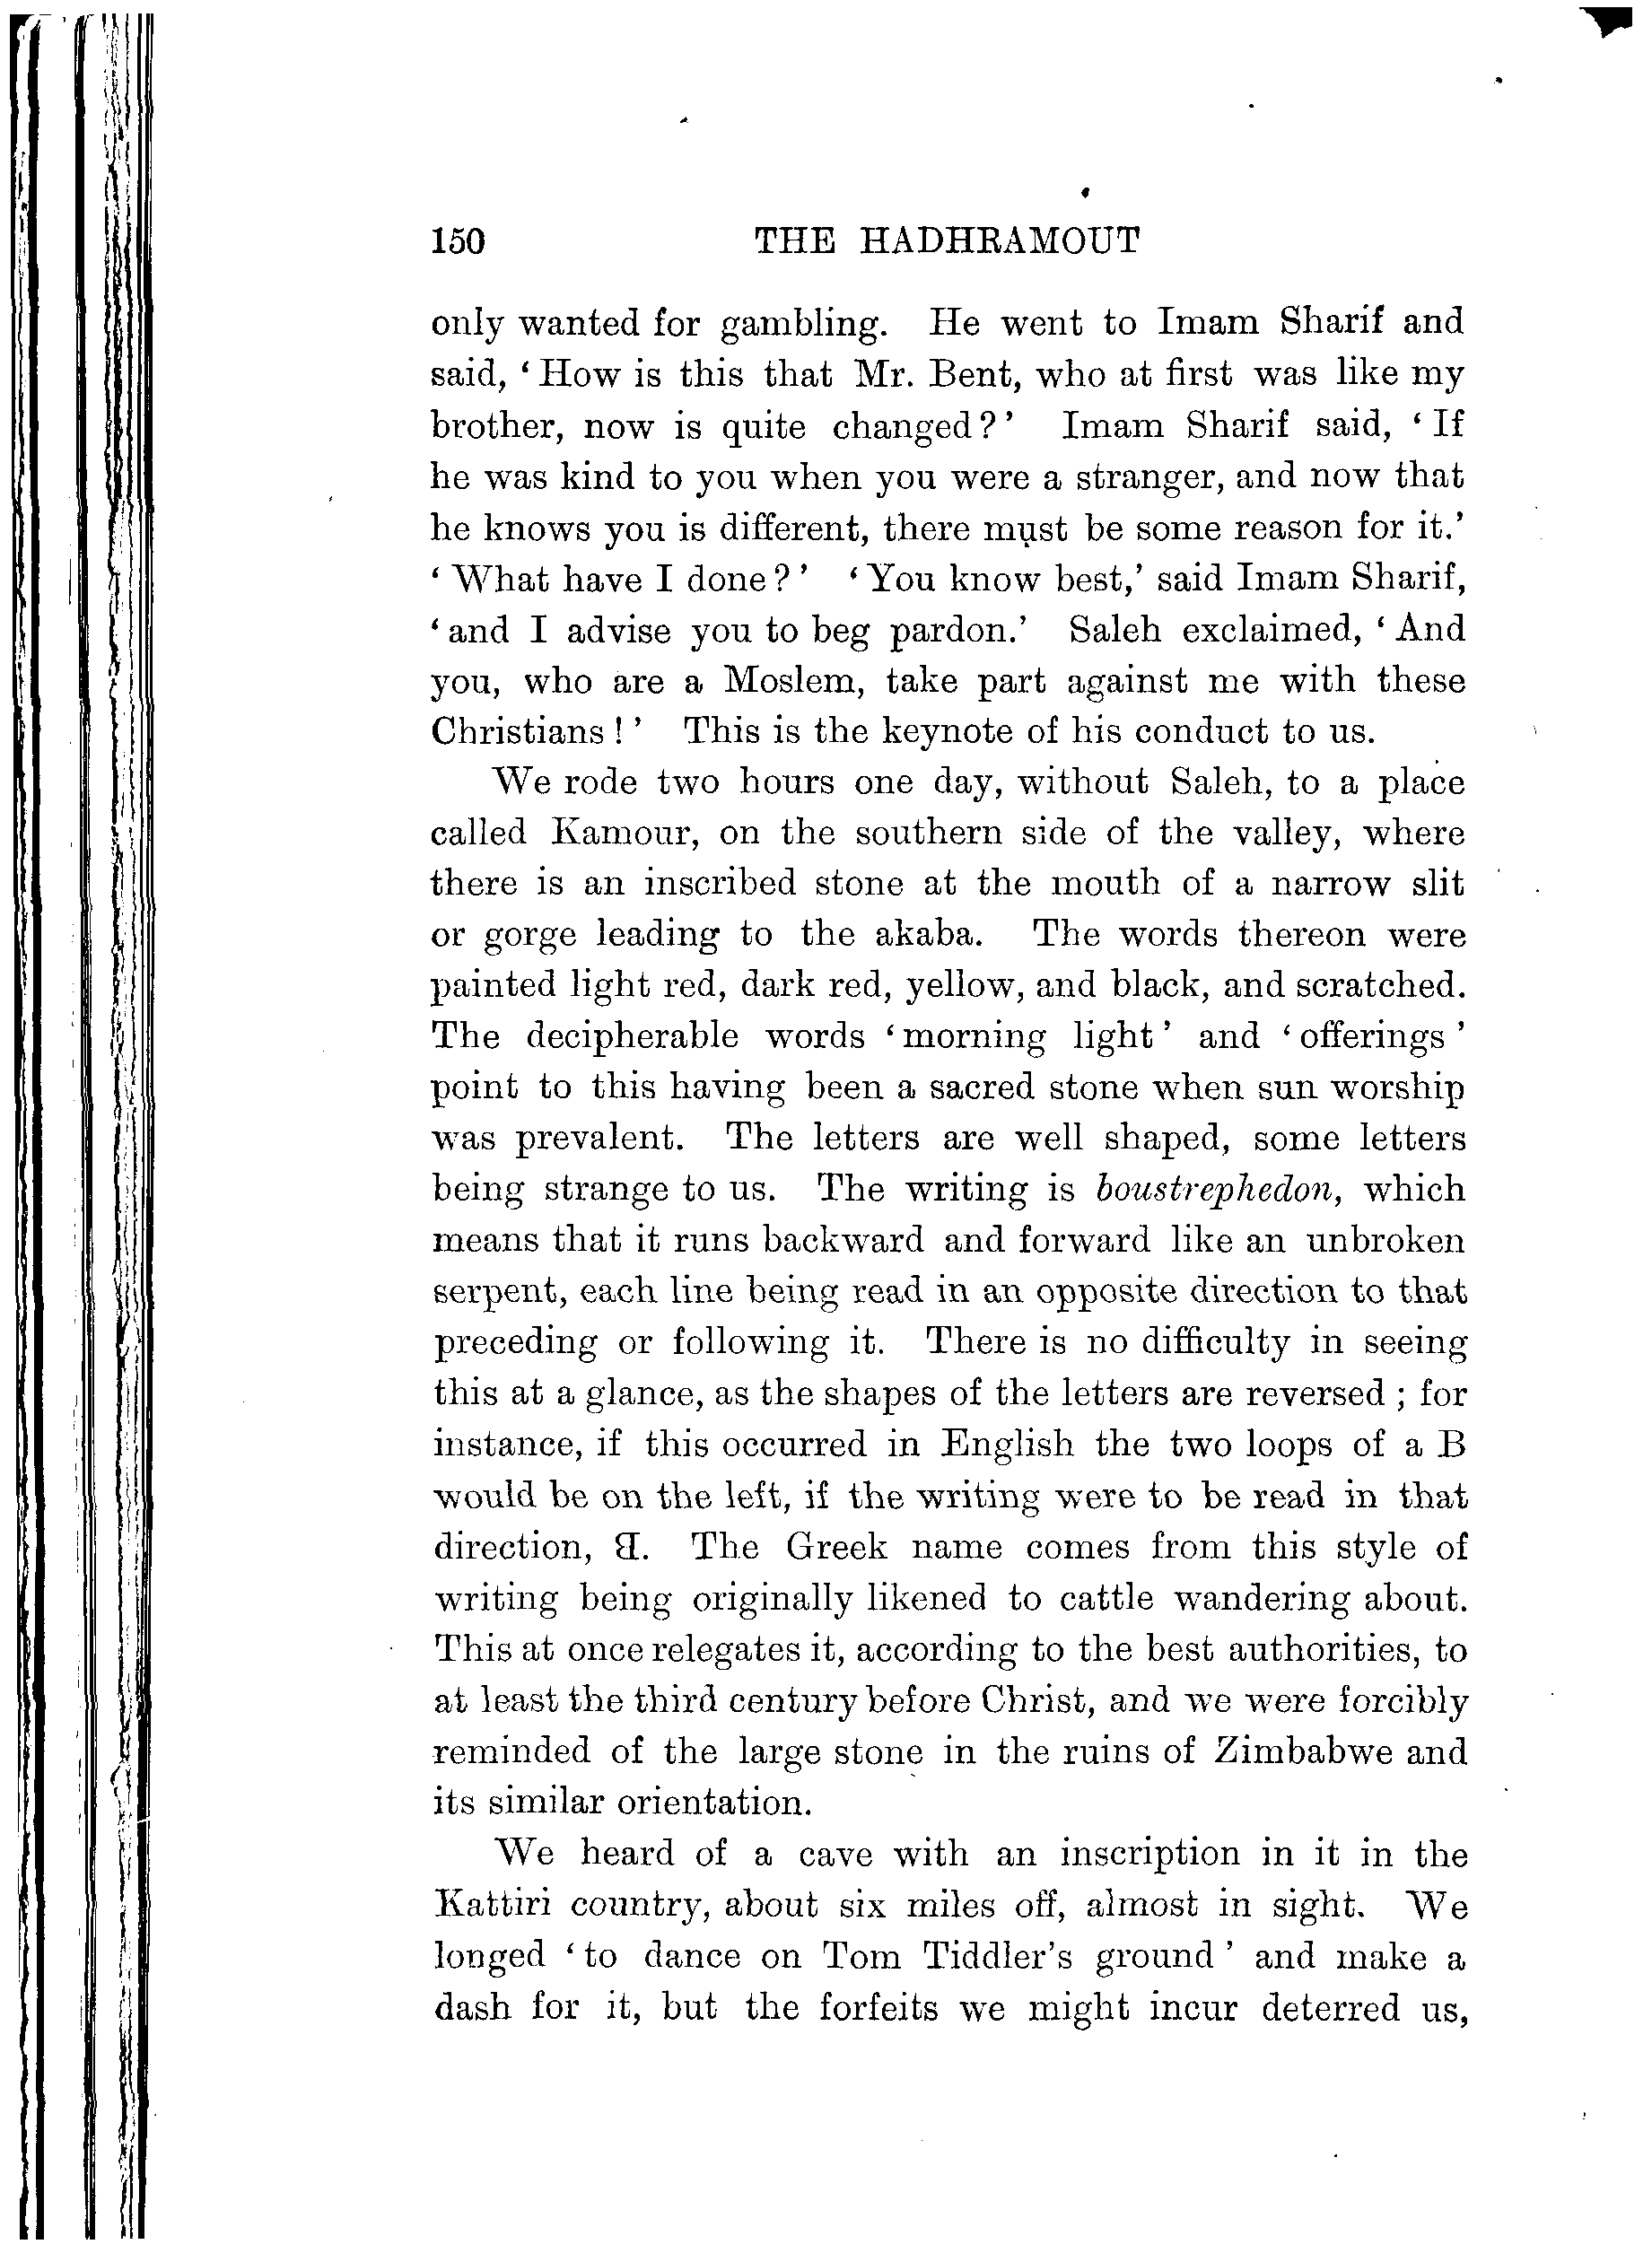 150 THE HADHRAMOUT
only wanted for gambling. He went to Imam Sharif and
said, ‘How is this that Mr. Bent, who at first was like my
brother, now is quite changed?’ Imam Sharif said, ‘If
he was kind to you when you were a stranger, and now that
he knows you is different, there must be some reason for it.’
‘What have I done?’ ‘You know best,’ said Imam Sharif,
‘and I advise you to beg pardon.’ Saleh exclaimed, ‘And
you, who are a Moslem, take part against me with these
Christians!’ This is the keynote of his conduct to us.
We rode two hours one day, without Saleh, to a place
called Kamour, on the southern side of the valley, where
there is an inscribed stone at the mouth of a narrow slit
or gorge leading to the akaba. The words thereon were
painted light red, dark red, yellow, and black, and scratched.
The decipherable words ‘morning light’ and ‘offerings’
point to this having been a sacred stone when sun worship
was prevalent. The letters are well shaped, some letters
being strange to us. The writing is boustrephedon, which
means that it runs backward and forward like an unbroken
serpent, each line being read in an opposite direction to that
preceding or following it. There is no difficulty in seeing
this at a glance, as the shapes of the letters are reversed; for
instance, if this occurred in English the two loops of a B
would be on the left, if the writing were to be read in that
direction, ᗺ. The Greek name comes from this style of
writing being originally likened to cattle wandering about.
This at once relegates it, according to the best authorities, to
at least the third century before Christ, and we were forcibly
reminded of the large stone in the ruins of Zimbabwe and
its similar orientation.
We heard of a cave with an inscription in it in the
Kattiri country, about six miles off, almost in sight. We
longed ‘to dance on Tom Tiddler's ground’ and make a
dash for it, but the forfeits we might incur deterred us,